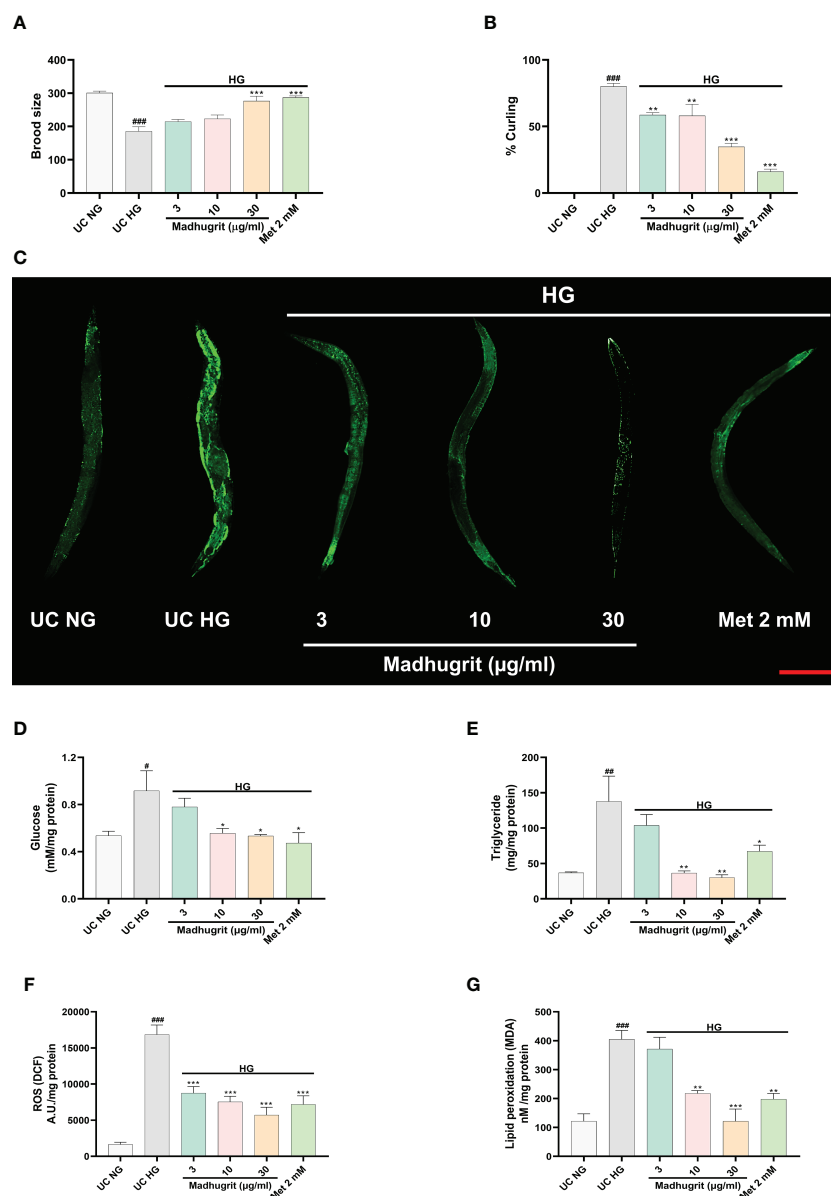 A
Brood size
400
300
200
100
0
HG
###
***
***
UC NG
UC HG
3
10
30
Met 2 mM
Madhugrit (μg/ml)
B
% Curling
100
50
0
HG
###
**
**
***
***
UC NG
UC HG
3
10
30
Met 2 mM
Madhugrit (μg/ml)
C
HG
UC NG
UC HG
3
10
30
Met 2 mM
Madhugrit (μg/ml)
D
Glucose
(mM/mg protein)
1.2
0.8
0.4
0.0
HG
#
*
*
*
UC NG
UC HG
3
10
30
Met 2 mM
Madhugrit (μg/ml)
E
Triglyceride
(mg/mg protein)
200
150
100
50
0
HG
##
**
**
*
UC NG
UC HG
3
10
30
Met 2 mM
Madhugrit (μg/ml)
F
ROS (DCF)
A.U./mg protein
20000
15000
10000
5000
0
HG
###
***
***
***
***
UC NG
UC HG
3
10
30
Met 2 mM
Madhugrit (μg/ml)
G
Lipid peroxidation (MDA)
nM /mg protein
500
400
300
200
100
0
HG
###
**
***
**
UC NG
UC HG
3
10
30
Met 2 mM
Madhugrit (μg/ml)